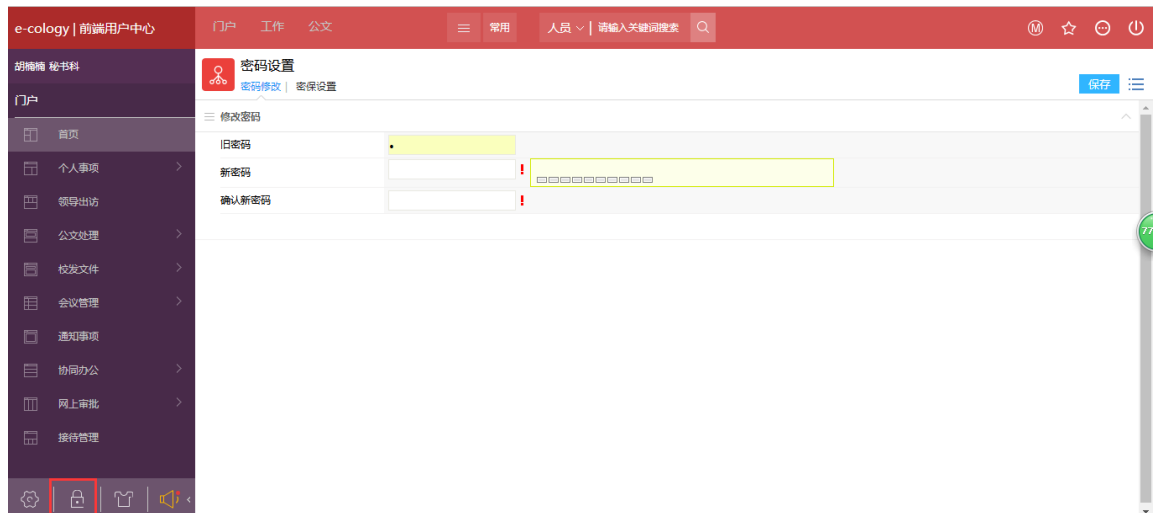 e-cology | 前端用户中心
门户 工作 公文 常用 人员 请输入关键词搜索 M
胡楠楠 秘书科
门户
首页
个人事项
领导出访
公文处理
校发文件
会议管理
通知事项
协同办公
网上审批
接待管理
密码设置
密码修改 | 密保设置
保存
修改密码
旧密码
新密码 !
确认新密码 !
77